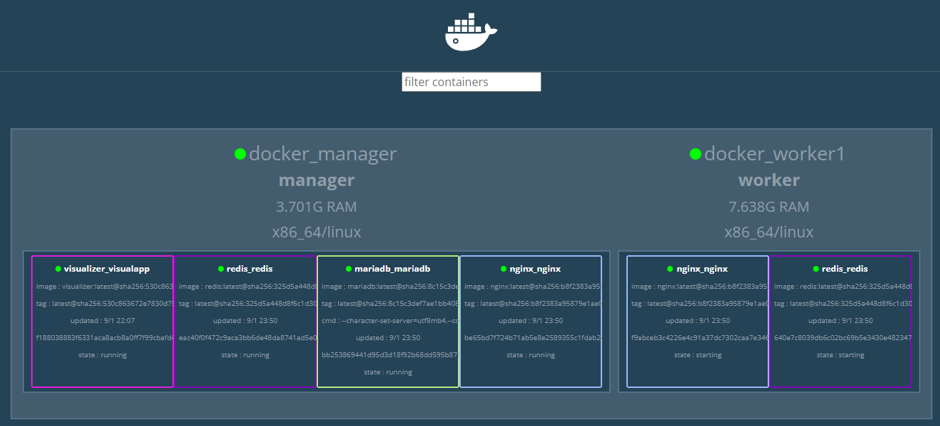 filter containers
docker_manager
manager
3.701G RAM
x86_64/linux
visualizer_visualapp
image : visualizer:latest@sha256:530c863
tag : latest@sha256:530c863672e7830d7
updated : 9/1 22:07
f188038883f6331aca8acb8a0ff7f99cbafd
state : running
redis_redis
image : redis:latest@sha256:325d5a448d
tag : latest@sha256:325d5a448d8f6c1d30
updated : 9/1 23:50
eac40f0f472c9aca3bb6de48da8741ad5e0
state : running
mariadb_mariadb
image : mariadb:latest@sha256:8c15c3de
tag : latest@sha256:8c15c3def7ae1bb408
cmd : --character-set-server=utf8mb4,--c
updated : 9/1 23:50
bb253869441d95d3d18f92b68dd595b87
state : running
nginx_nginx
image : nginx:latest@sha256:b8f2383a95
tag : latest@sha256:b8f2383a95879e1ae
updated : 9/1 23:50
be65bd7f724b71ab5e8e2589355c1fdab2
state : running
docker_worker1
worker
7.638G RAM
x86_64/linux
nginx_nginx
image : nginx:latest@sha256:b8f2383a95
tag : latest@sha256:b8f2383a95879e1ae
updated : 9/1 23:50
f9abceb3c4226e4c91a37dc7302caa7e34
state : starting
redis_redis
image : redis:latest@sha256:325d5a448d
tag : latest@sha256:325d5a448d8f6c1d30
updated : 9/1 23:50
640e7c8039db6c02bc69b5e3430e482347
state : starting